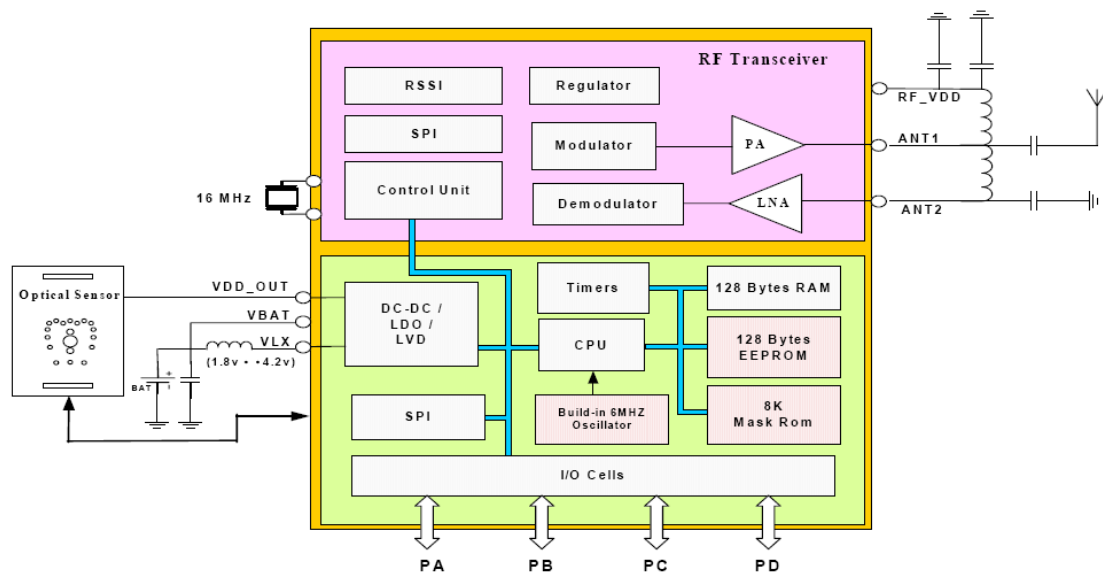 RF Transceiver
RSSI
Regulator
RF_VDD
SPI
Modulator
PA
ANT1
16 MHz
Control Unit
Demodulator
LNA
ANT2
Optical Sensor
VDD_OUT
VBAT
VLX
(1.8v • •4.2v)
BAT
+
-
DC-DC /
LDO /
LVD
Timers
128 Bytes RAM
CPU
128 Bytes
EEPROM
SPI
Build-in 6MHZ
Oscillator
8K
Mask Rom
I/O Cells
PA
PB
PC
PD